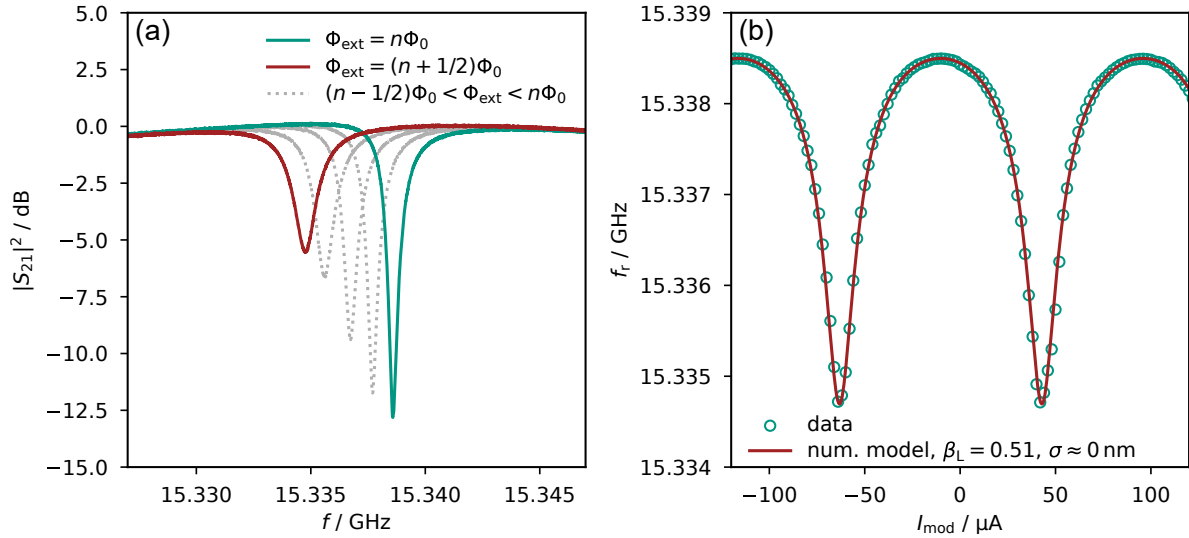 (a)
Φext = nΦ0
Φext = (n + 1/2)Φ0
(n − 1/2)Φ0 < Φext < nΦ0
5.0
2.5
0.0
−2.5
−5.0
−7.5
−10.0
−12.5
−15.0
|S21|² / dB
15.330
15.335
15.340
15.345
f / GHz
(b)
15.339
15.338
15.337
15.336
15.335
15.334
fr / GHz
data
num. model, βL = 0.51, σ ≈ 0 nm
−100
−50
0
50
100
Imod / µA